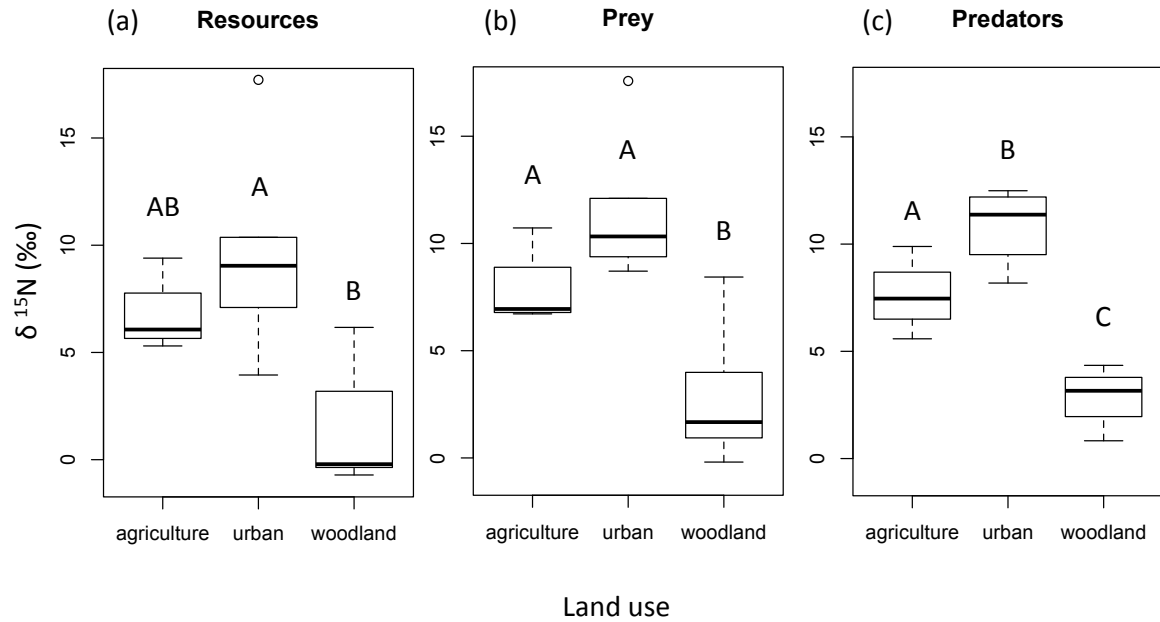 (a) Resources
(b) Prey
(c) Predators
δ ¹⁵N (‰)
15
10
5
0
AB
A
B
agriculture urban woodland
15
10
5
0
A
A
B
agriculture urban woodland
15
10
5
0
A
B
C
agriculture urban woodland
Land use